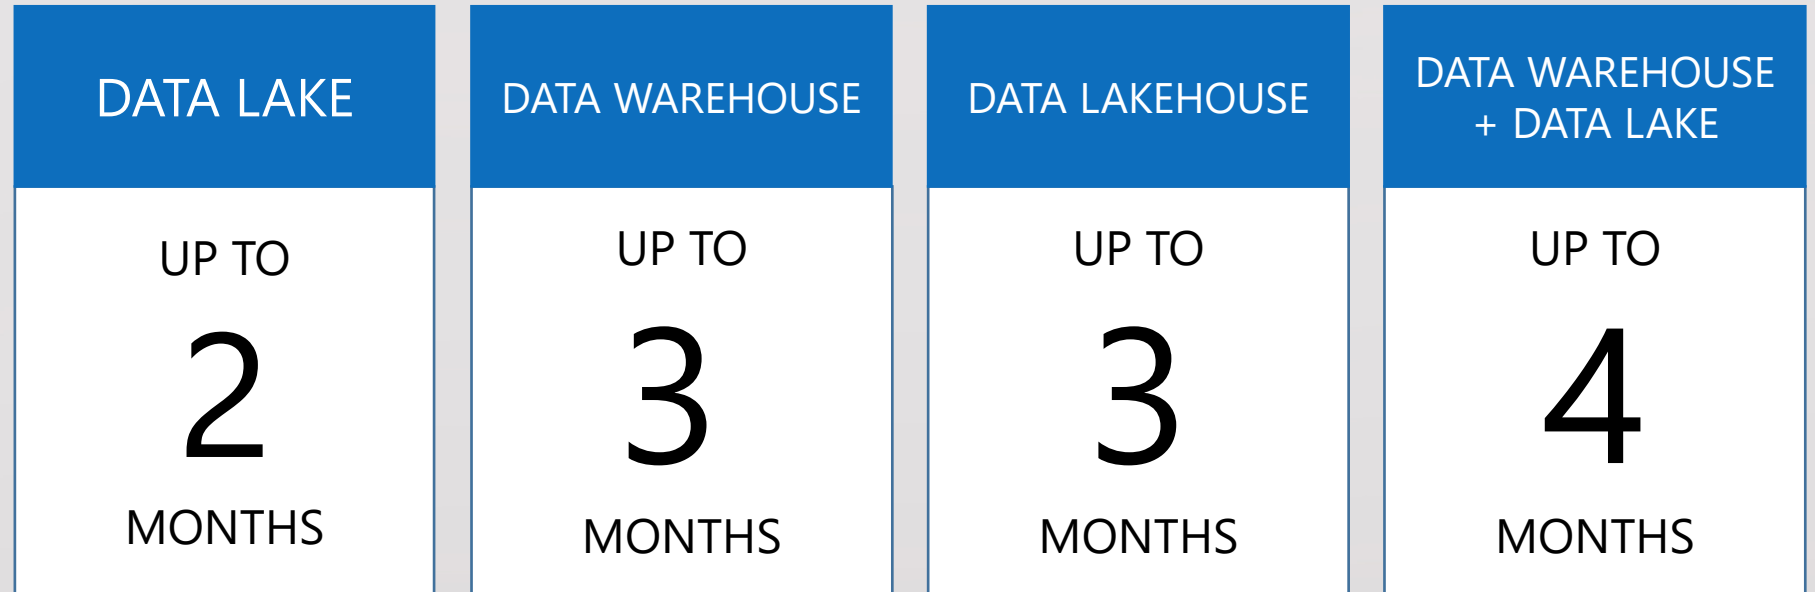 DATA LAKE
UP TO
2
MONTHS
DATA WAREHOUSE
UP TO
3
MONTHS
DATA LAKEHOUSE
UP TO
3
MONTHS
DATA WAREHOUSE
+ DATA LAKE
UP TO
4
MONTHS